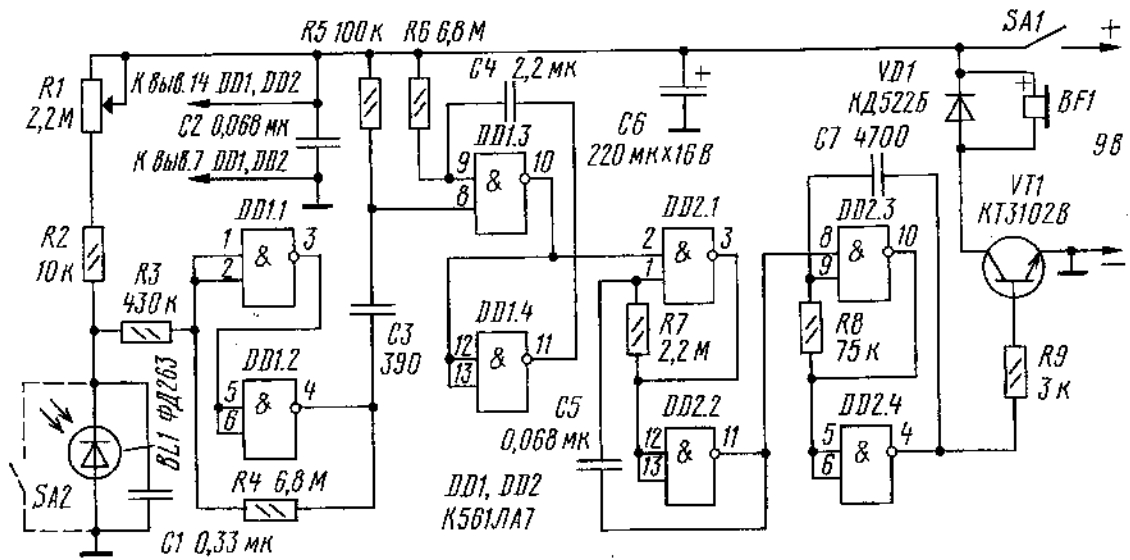 R5 100 к R6 6,8 М
SA1
+
C4
2,2 мк
R1
2,2 М
К выв.14 DD1, DD2
C2 0,068 мк
К выв.7 DD1, DD2
DD1.3
9
8
&
10
+
C6
220 мк×16 В
VD1
КД522Б
+
BF1
C7 4700
9 В
DD1.1
1
2
&
3
DD2.1
2
1
&
3
DD2.3
8
9
&
10
VT1
КТ3102В
−
R2
10 к
R3
430 к
C3
390
DD1.4
12
13
&
11
R7
2,2 М
R8
75 к
R9
3 к
DD1.2
5
6
&
4
BL1 ФД263
SA2
C5
0,068 мк
DD2.2
12
13
&
11
DD2.4
5
6
&
4
R4 6,8 М
DD1, DD2
К561ЛА7
C1 0,33 мк